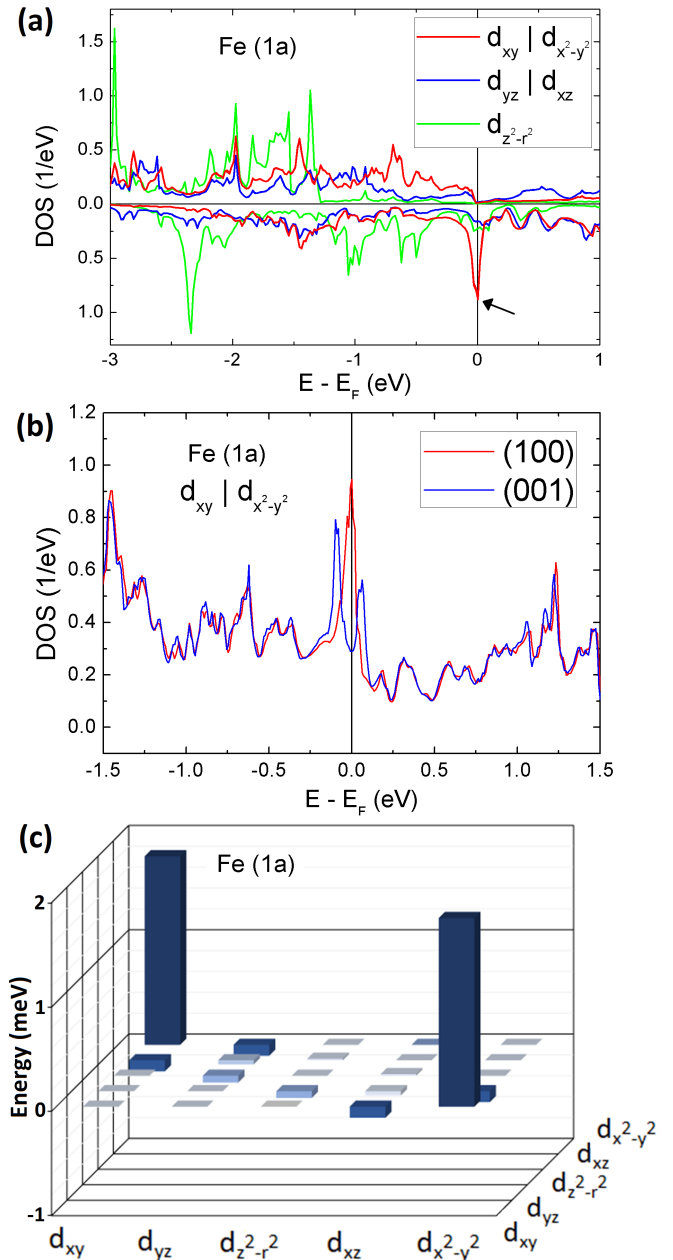 (a)
Fe (1a)
d_xy | d_x²-y²
d_yz | d_xz
d_z²-r²
DOS (1/eV)
1.5
1.0
0.5
0.0
0.5
1.0
-3 -2 -1 0 1
E - E_F (eV)
(b)
Fe (1a)
d_xy | d_x²-y²
(100)
(001)
DOS (1/eV)
1.2
1.0
0.8
0.6
0.4
0.2
0.0
-1.5 -1.0 -0.5 0.0 0.5 1.0 1.5
E - E_F (eV)
(c)
Fe (1a)
Energy (meV)
2
1
0
-1
d_xy d_yz d_z²-r² d_xz d_x²-y²
d_x²-y²
d_xz
d_z²-r²
d_yz
d_xy